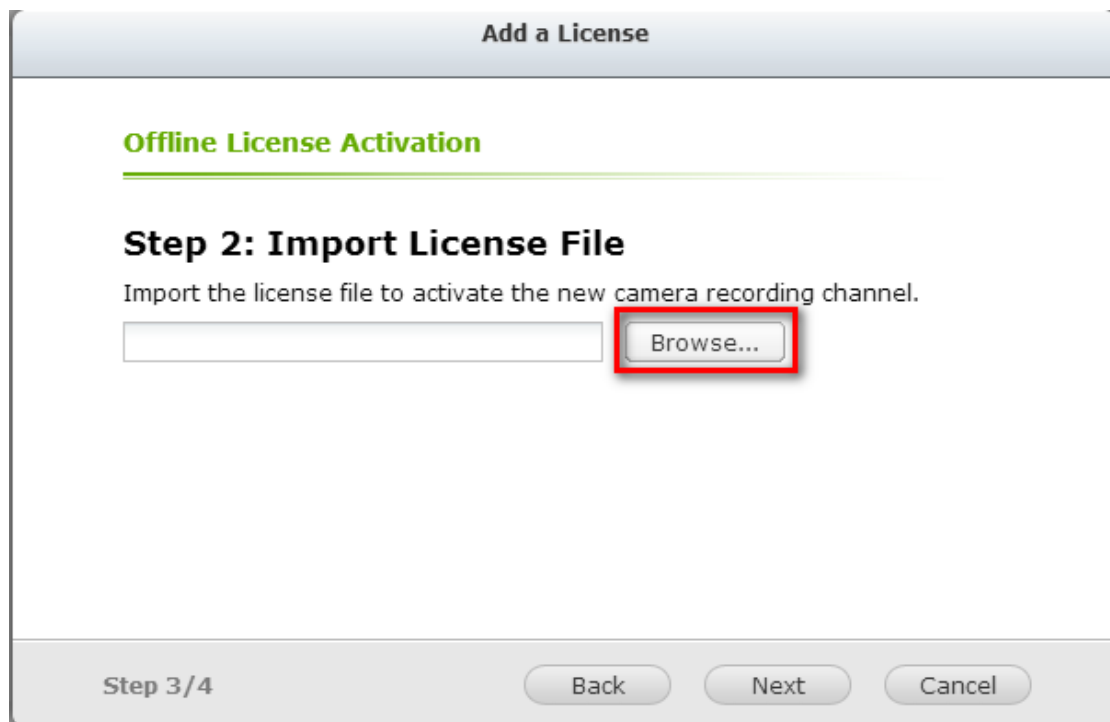 Add a License
Offline License Activation
Step 2: Import License File
Import the license file to activate the new camera recording channel.
Browse...
Step 3/4
Back
Next
Cancel